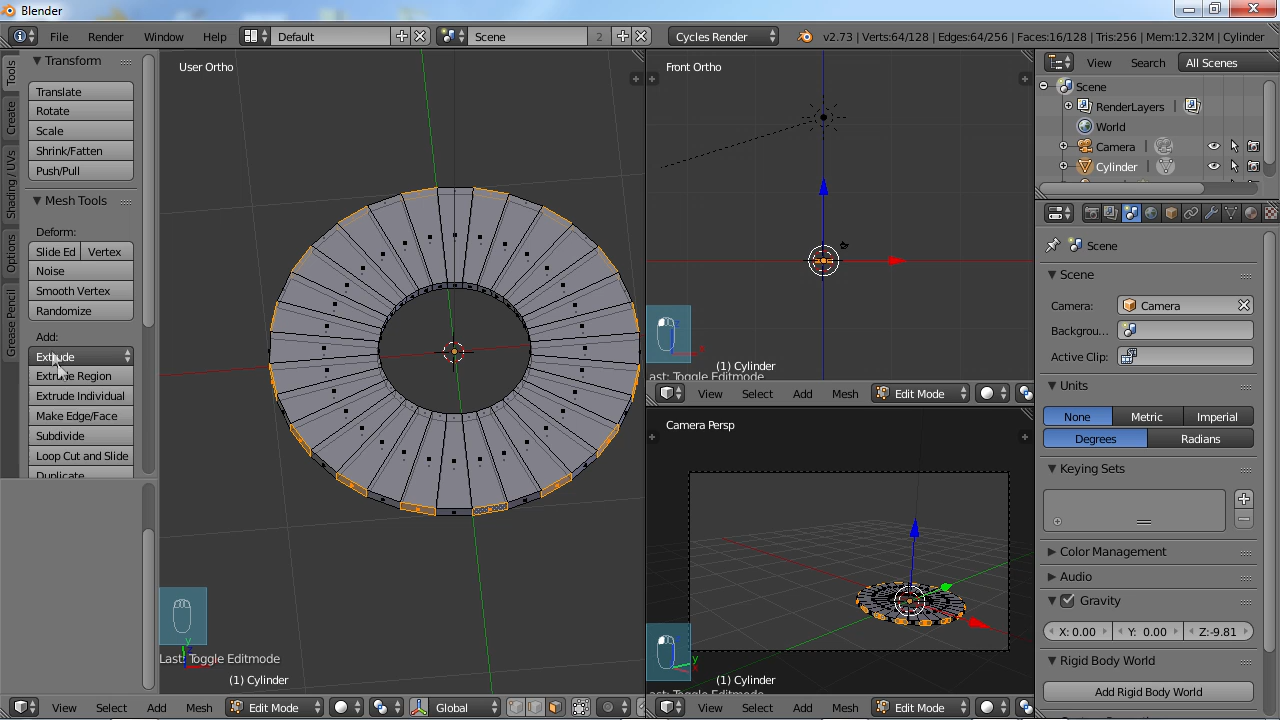 Blender
File Render Window Help Default Scene 2 Cycles Render v2.73 | Verts:64/128 | Edges:64/256 | Faces:16/128 | Tris:256 | Mem:12.32M | Cylinder
Tools
Create
Shading / UVs
Options
Grease Pencil
Transform
Translate
Rotate
Scale
Shrink/Fatten
Push/Pull
Mesh Tools
Deform:
Slide Ed Vertex
Noise
Smooth Vertex
Randomize
Add:
Extrude
Extrude Region
Extrude Individual
Make Edge/Face
Subdivide
Loop Cut and Slide
Duplicate
User Ortho
Last: Toggle Editmode
(1) Cylinder
View Select Add Mesh Edit Mode Global
Front Ortho
(1) Cylinder
ast: Toggle Editmode
View Select Add Mesh Edit Mode
Camera Persp
(1) Cylinder
ast: Toggle Editmode
View Select Add Mesh Edit Mode
View Search All Scenes
Scene
RenderLayers
World
Camera
Cylinder
Scene
Scene
Camera: Camera
Backgrou...
Active Clip:
Units
None Metric Imperial
Degrees Radians
Keying Sets
Color Management
Audio
Gravity
X: 0.00 Y: 0.00 Z:-9.81
Rigid Body World
Add Rigid Body World